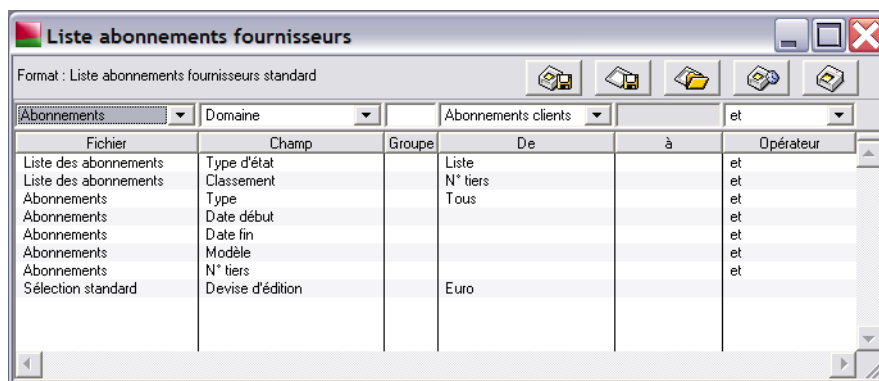 Liste abonnements fournisseurs
Format : Liste abonnements fournisseurs standard
Abonnements Domaine Abonnements clients et
Fichier Champ Groupe De à Opérateur
Liste des abonnements Type d'état Liste et
Liste des abonnements Classement N° tiers et
Abonnements Type Tous et
Abonnements Date début et
Abonnements Date fin et
Abonnements Modèle et
Abonnements N° tiers et
Sélection standard Devise d'édition Euro